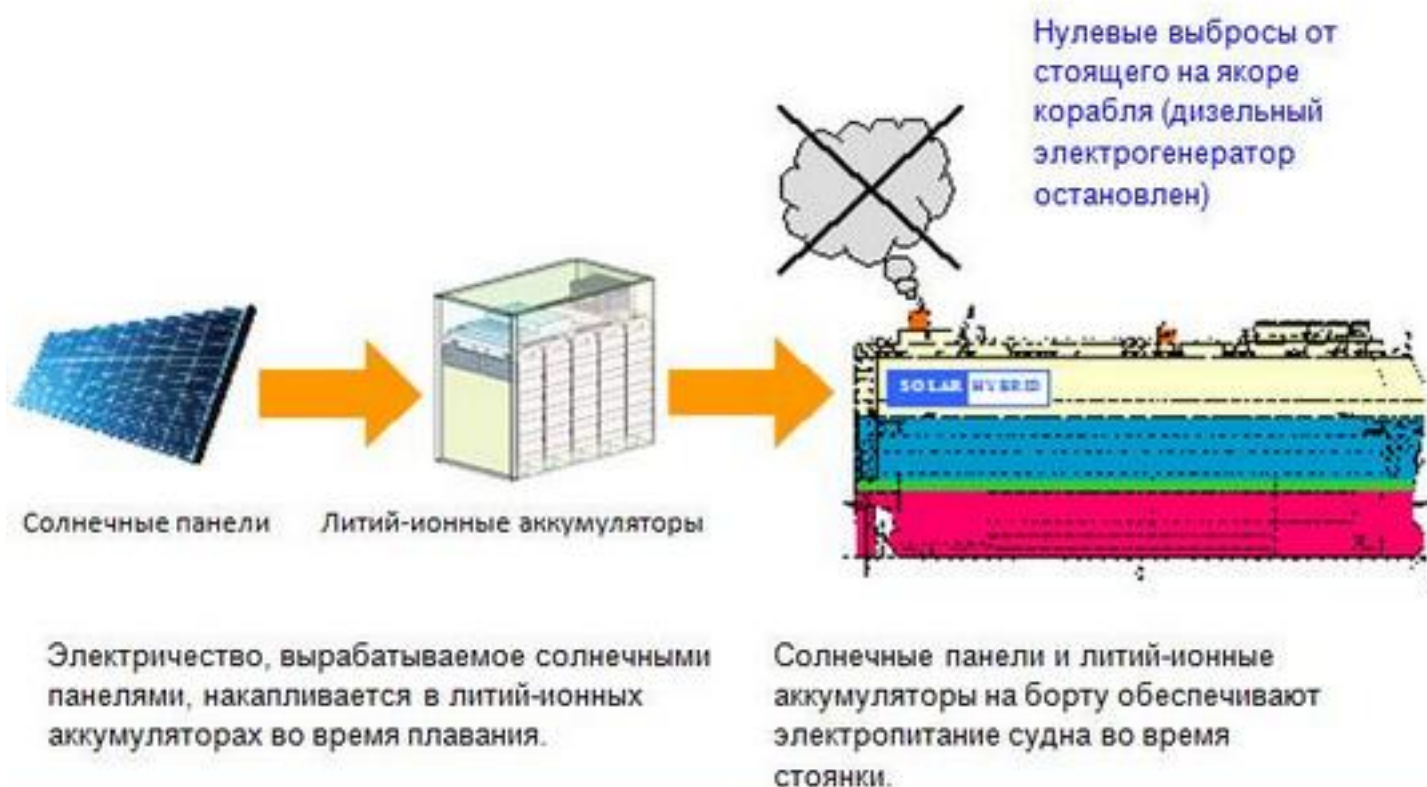 Нулевые выбросы от
стоящего на якоре
корабля (дизельный
электрогенератор
остановлен)
SOLAR HYBRID
Солнечные панели
Литий-ионные аккумуляторы
Электричество, вырабатываемое солнечными
панелями, накапливается в литий-ионных
аккумуляторах во время плавания.
Солнечные панели и литий-ионные
аккумуляторы на борту обеспечивают
электропитание судна во время
стоянки.